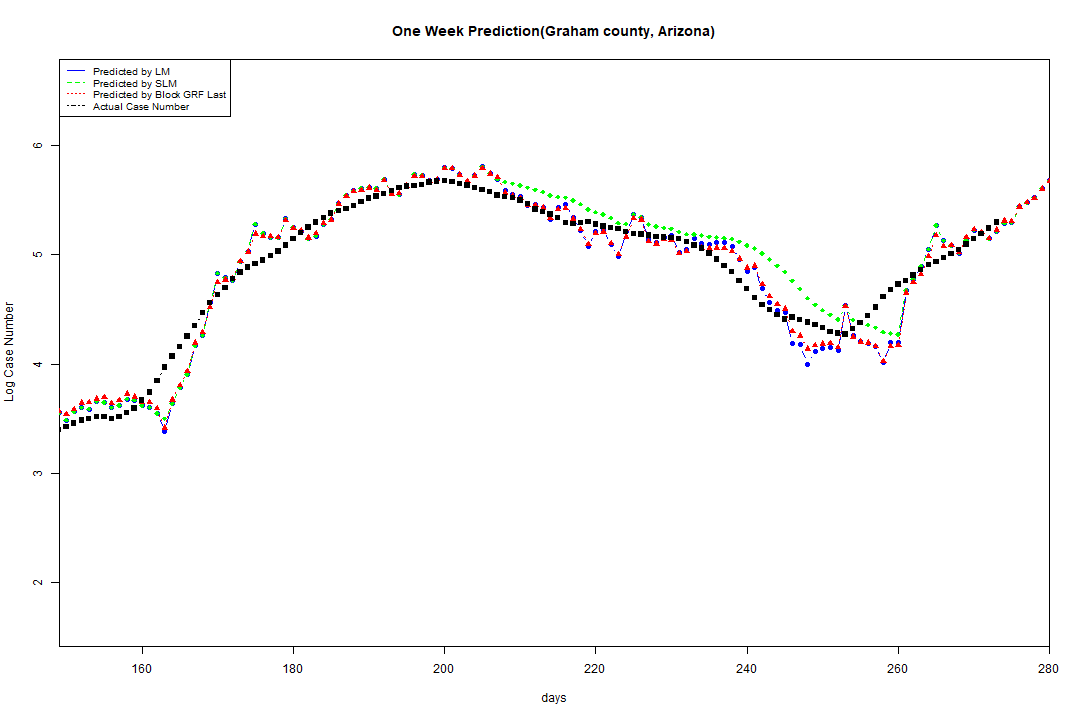 One Week Prediction(Graham county, Arizona)
Predicted by LM
Predicted by SLM
Predicted by Block GRF Last
Actual Case Number
6
5
4
3
2
Log Case Number
160 180 200 220 240 260 280
days